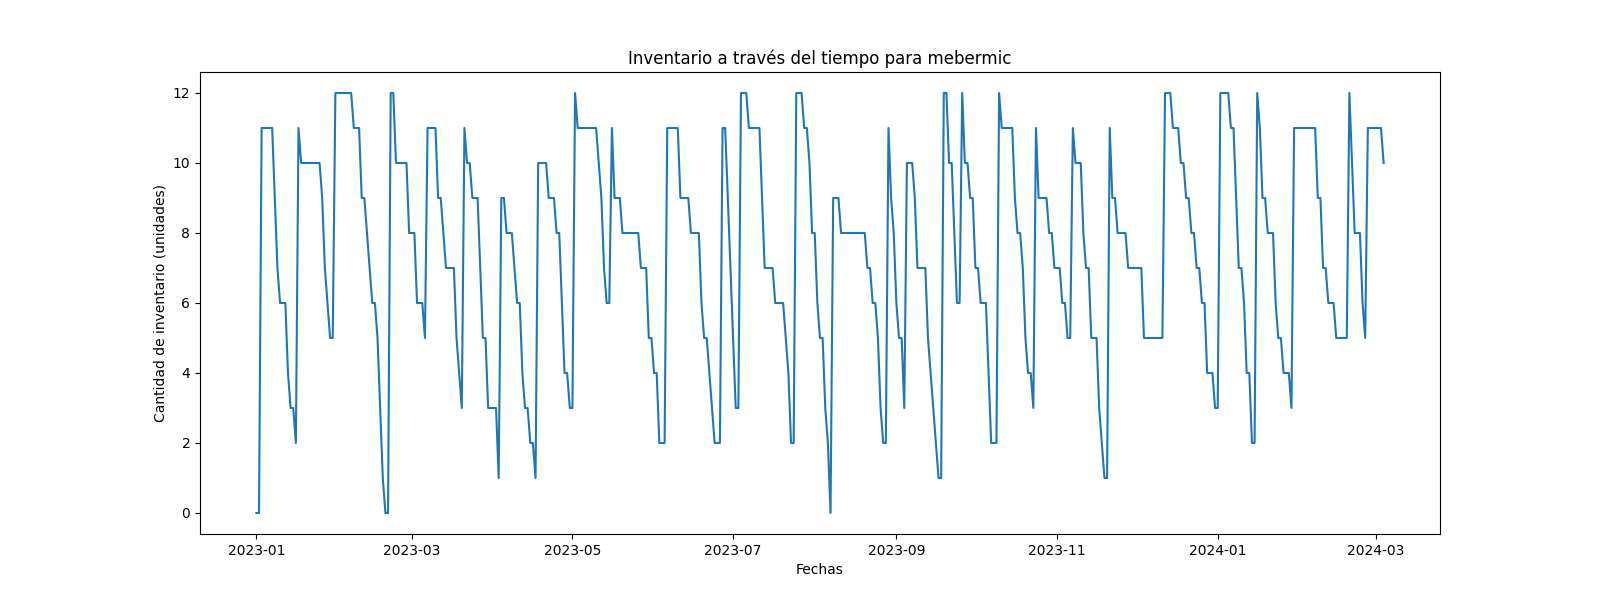 Inventario a través del tiempo para mebermic
Cantidad de inventario (unidades)
12
10
8
6
4
2
0
2023-01 2023-03 2023-05 2023-07 2023-09 2023-11 2024-01 2024-03
Fechas